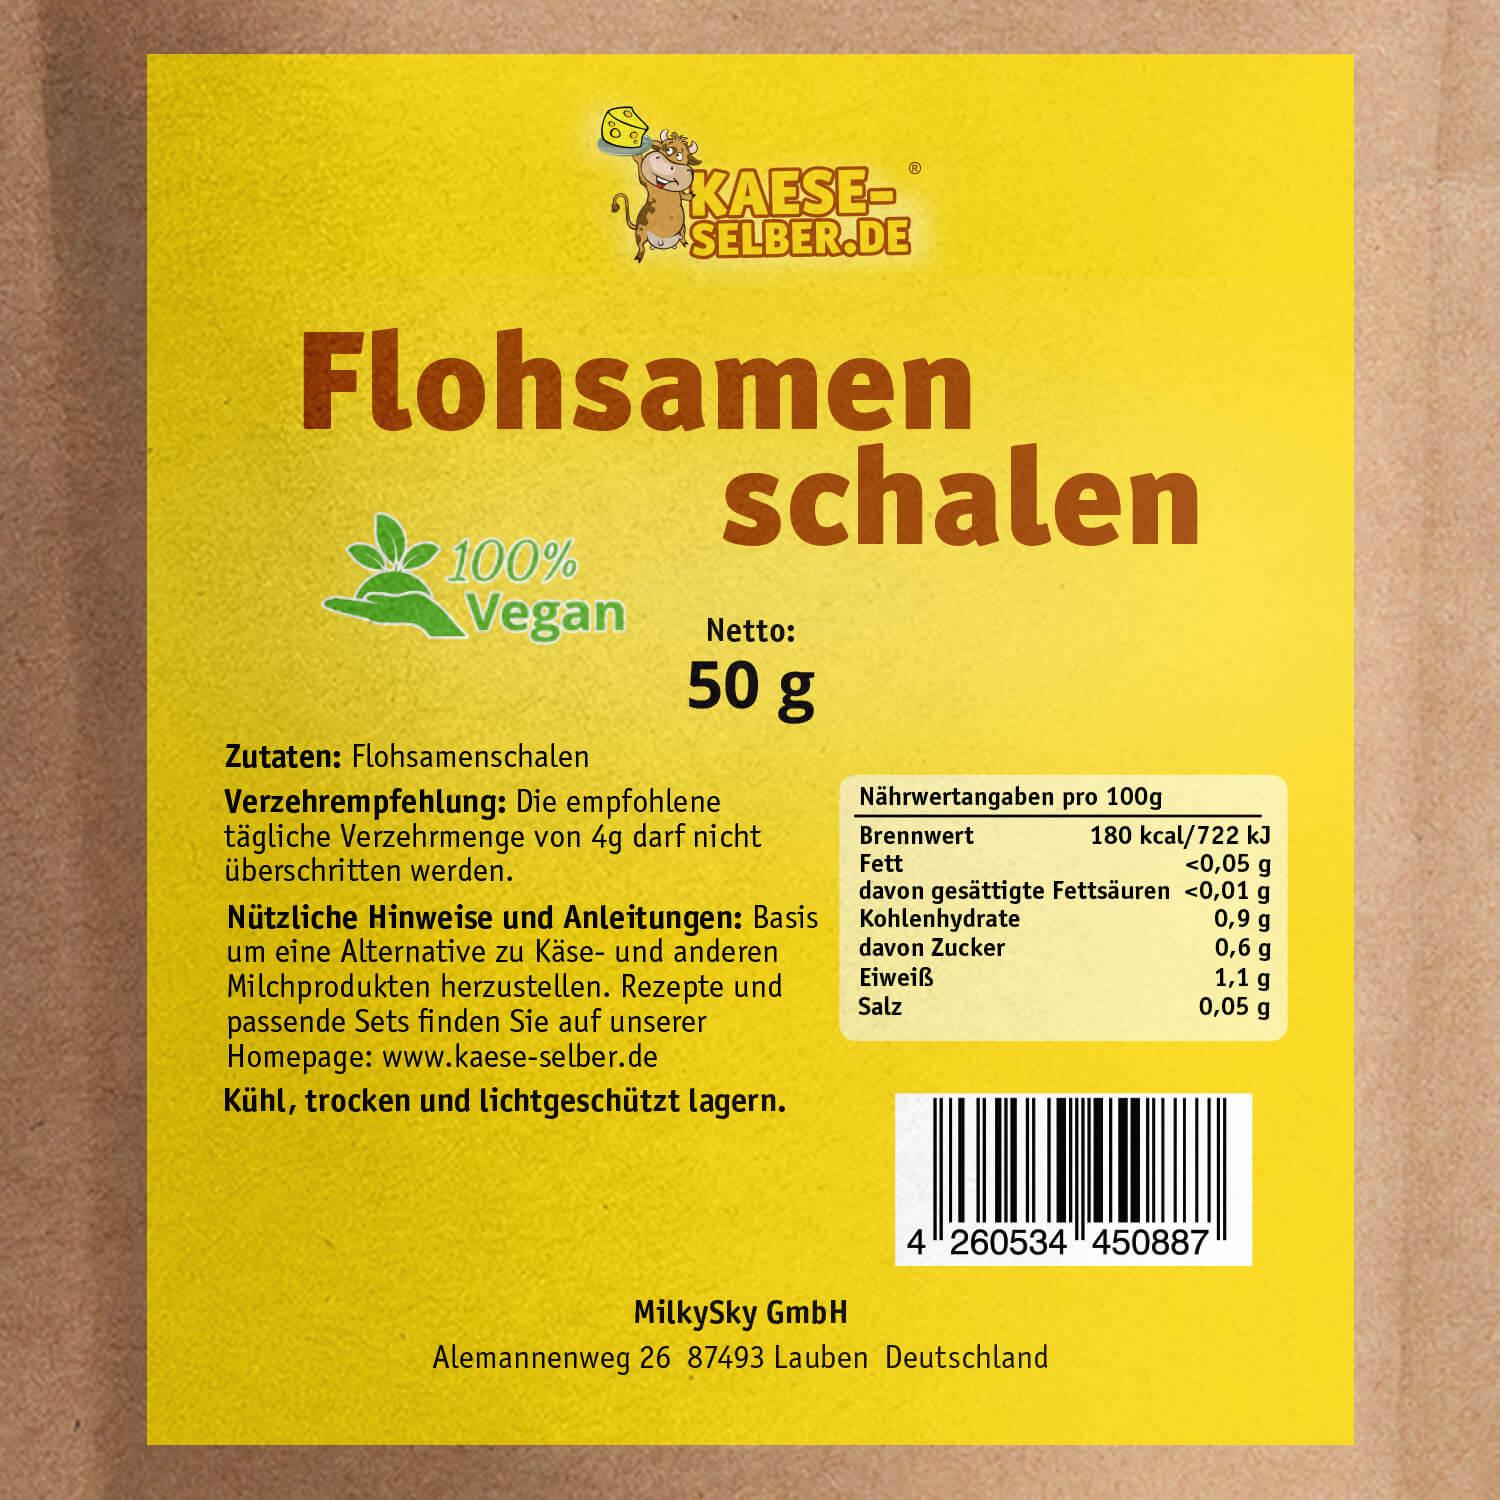 KAESE-
SELBER.DE ®
Flohsamen
schalen
100%
Vegan
Netto:
50 g
Zutaten: Flohsamenschalen
Verzehrempfehlung: Die empfohlene
tägliche Verzehrmenge von 4g darf nicht
überschritten werden.
Nützliche Hinweise und Anleitungen: Basis
um eine Alternative zu Käse- und anderen
Milchprodukten herzustellen. Rezepte und
passende Sets finden Sie auf unserer
Homepage: www.kaese-selber.de
Kühl, trocken und lichtgeschützt lagern.
Nährwertangaben pro 100g
Brennwert 180 kcal/722 kJ
Fett <0,05 g
davon gesättigte Fettsäuren <0,01 g
Kohlenhydrate 0,9 g
davon Zucker 0,6 g
Eiweiß 1,1 g
Salz 0,05 g
4 260534 450887
MilkySky GmbH
Alemannenweg 26 87493 Lauben Deutschland